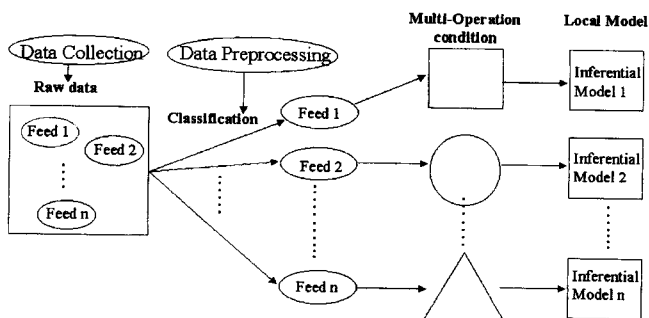 Data Collection
Raw data
Feed 1
Feed 2
Feed n
Data Preprocessing
Classification
Feed 1
Feed 2
Feed n
Multi-Operation
condition
Local Model
Inferential
Model 1
Inferential
Model 2
Inferential
Model n